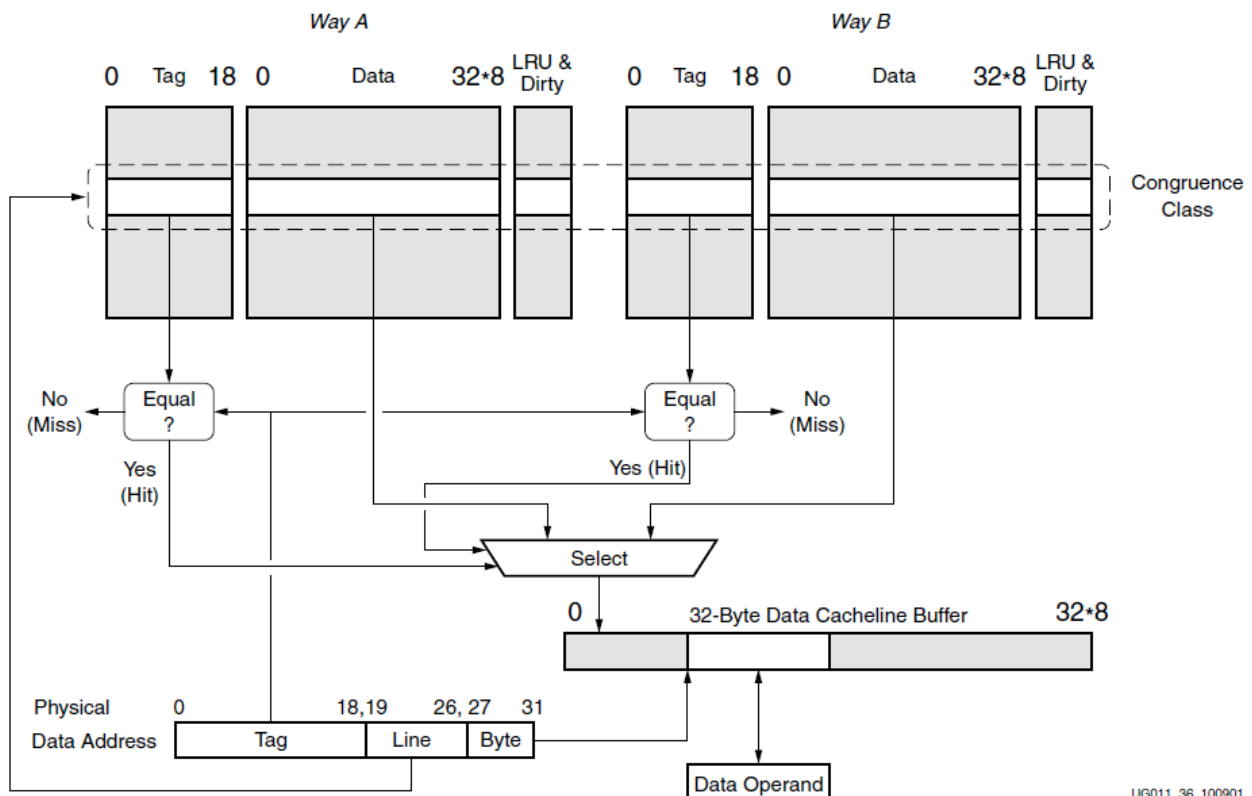 Way A
Way B
0 Tag 18 0 Data 32*8 LRU &
Dirty
0 Tag 18 0 Data 32*8 LRU &
Dirty
Congruence
Class
No
(Miss)
Equal
?
Equal
?
No
(Miss)
Yes
(Hit)
Yes (Hit)
Select
0 32-Byte Data Cacheline Buffer 32*8
Physical 0 18,19 26, 27 31
Data Address Tag Line Byte
Data Operand
UG011_36_100901